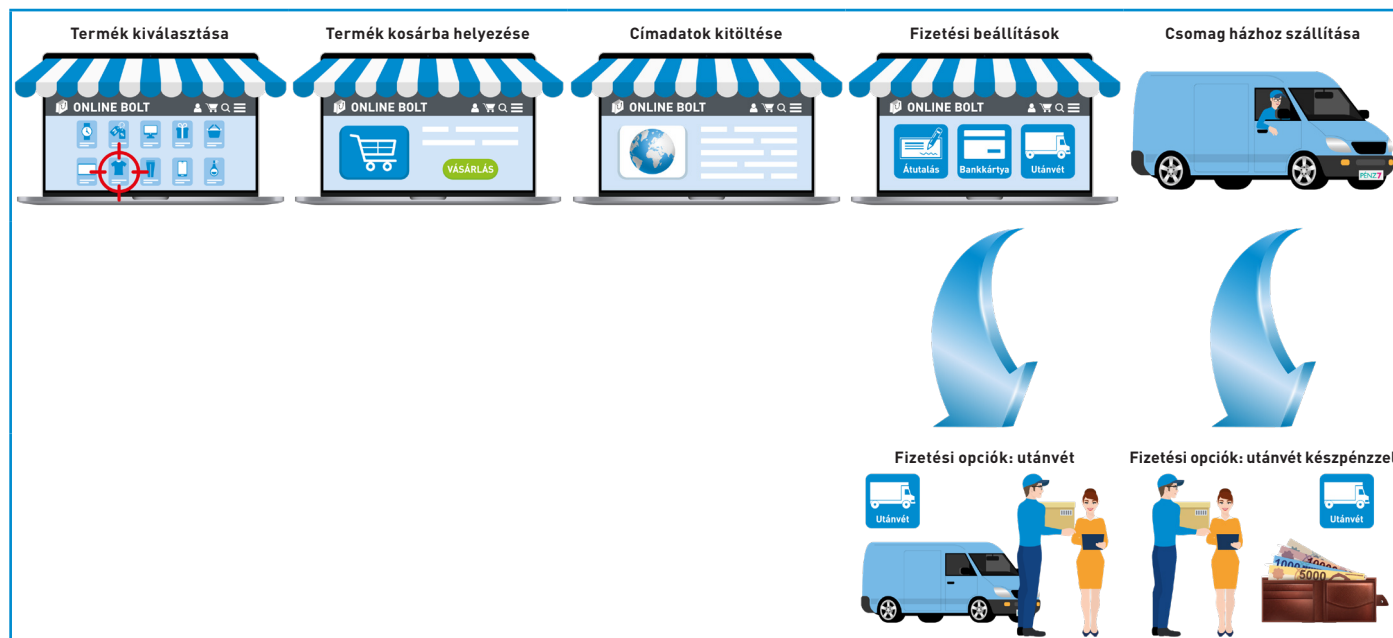 Termék kiválasztása
Termék kosárba helyezése
Címadatok kitöltése
Fizetési beállítások
Csomag házhoz szállítása
ONLINE BOLT
ONLINE BOLT
VÁSÁRLÁS
ONLINE BOLT
ONLINE BOLT
Átutalás
Bankkártya
Utánvét
PÉNZ7
Fizetési opciók: utánvét
Fizetési opciók: utánvét készpénzzel
Utánvét
Utánvét
5000